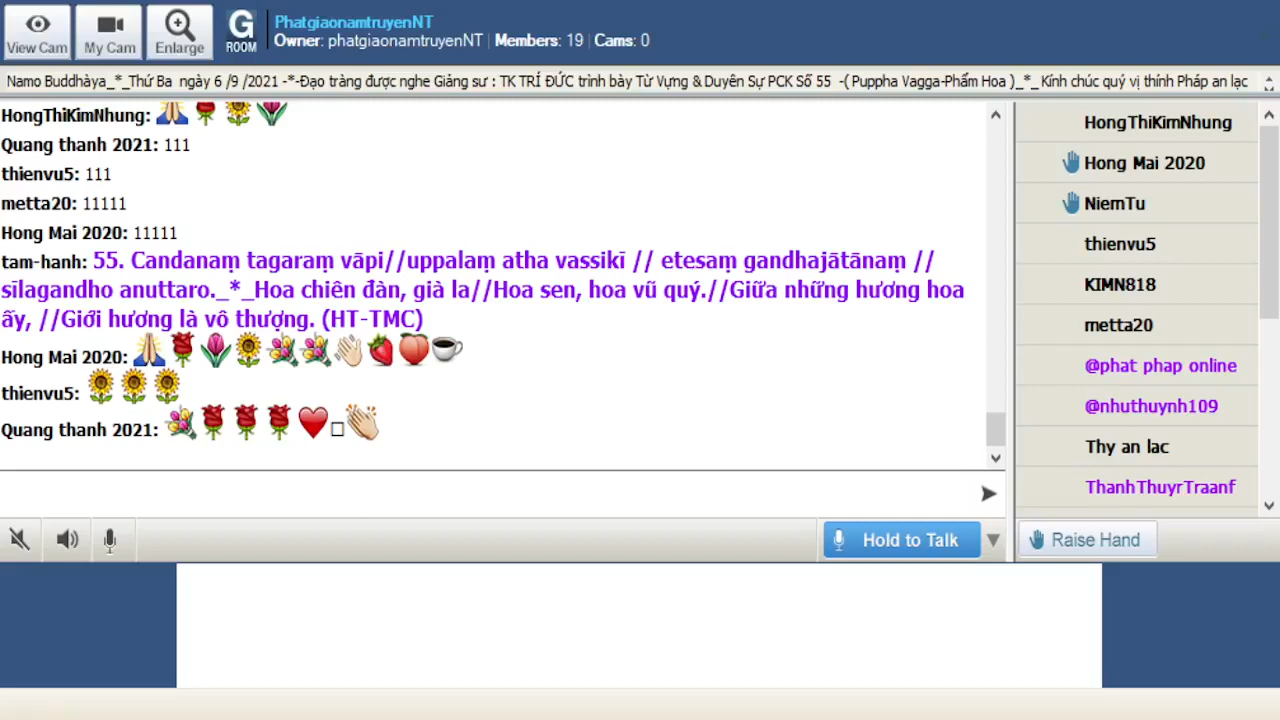 View Cam
My Cam
Enlarge
G
ROOM
PhatgiaonamtruyenNT
Owner: phatgiaonamtruyenNT | Members: 19 | Cams: 0
Namo Buddhàya_*_Thứ Ba ngày 6 /9 /2021 -*-Đạo tràng được nghe Giảng sư : TK TRÍ ĐỨC trình bày Từ Vựng & Duyên Sự PCK Số 55 -( Puppha Vagga-Phẩm Hoa )_*_ Kính chúc quý vị thính Pháp an lạc
HongThiKimNhung:
Quang thanh 2021: 111
thienvu5: 111
metta20: 11111
Hong Mai 2020: 11111
tam-hanh: 55. Candanaṃ tagaraṃ vāpi//uppalaṃ atha vassikī // etesaṃ gandhajātānaṃ //
sīlagandho anuttaro._*_Hoa chiên đàn, già la//Hoa sen, hoa vũ quý.//Giữa những hương hoa
ấy, //Giới hương là vô thượng. (HT-TMC)
Hong Mai 2020:
thienvu5:
Quang thanh 2021:
HongThiKimNhung
Hong Mai 2020
NiemTu
thienvu5
KIMN818
metta20
@phat phap online
@nhuthuynh109
Thy an lac
ThanhThuyrTraanf
Hold to Talk
Raise Hand